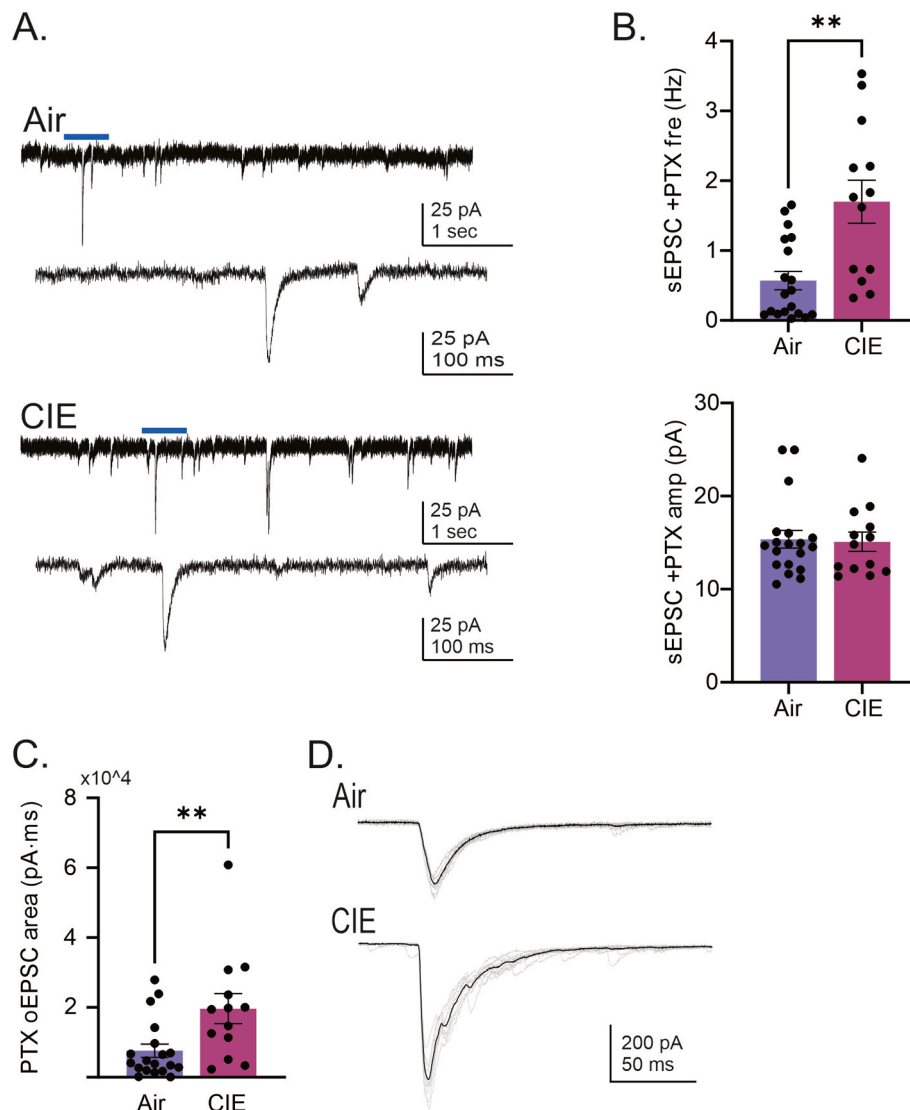 A.
Air
25 pA
1 sec
25 pA
100 ms
CIE
25 pA
1 sec
25 pA
100 ms
B.
**
sEPSC +PTX fre (Hz)
4
3
2
1
0
Air CIE
sEPSC +PTX amp (pA)
30
20
10
0
Air CIE
C.
x10^4
**
PTX oEPSC area (pA·ms)
8
6
4
2
Air CIE
D.
Air
CIE
200 pA
50 ms